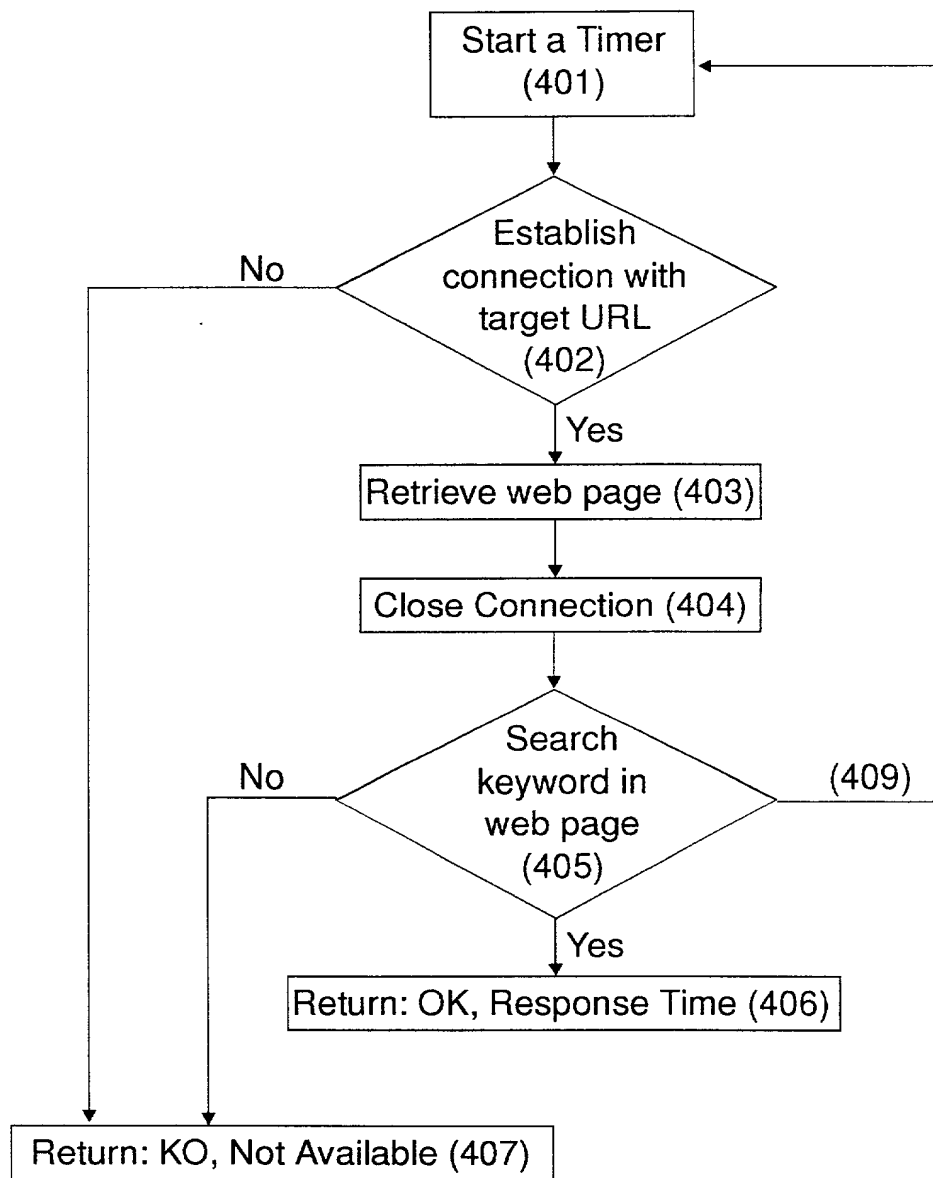 Start a Timer
(401)
Establish
connection with
target URL
(402)
No
Yes
Retrieve web page (403)
Close Connection (404)
Search
keyword in
web page
(405)
No
(409)
Yes
Return: OK, Response Time (406)
Return: KO, Not Available (407)